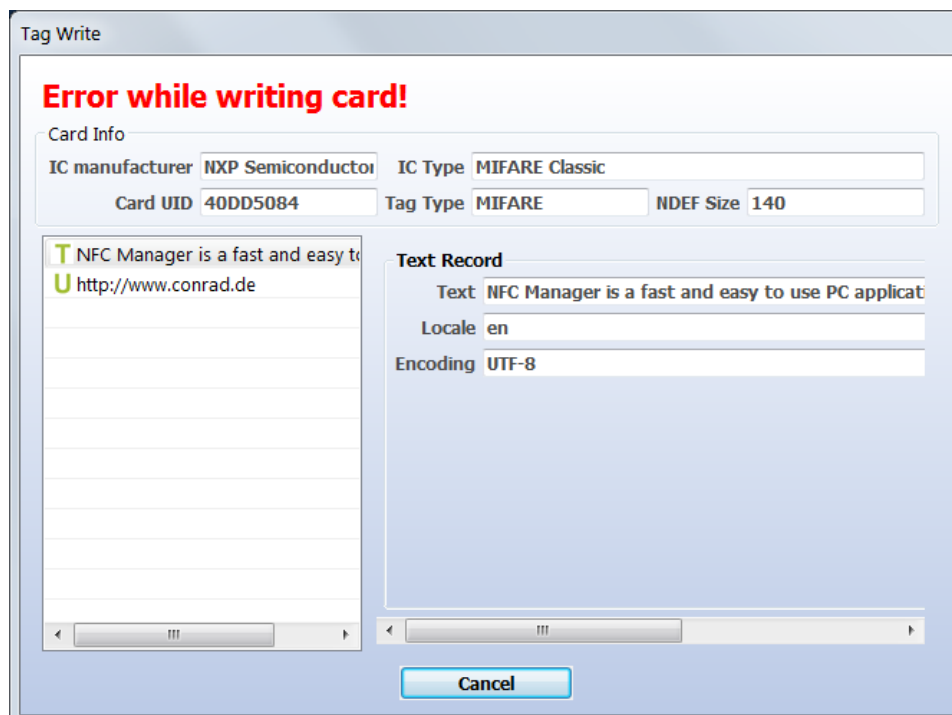 Tag Write
Error while writing card!
Card Info
IC manufacturer NXP Semiconductor IC Type MIFARE Classic
Card UID 40DD5084 Tag Type MIFARE NDEF Size 140
T NFC Manager is a fast and easy to
U http://www.conrad.de
Text Record
Text NFC Manager is a fast and easy to use PC applicati
Locale en
Encoding UTF-8
Cancel